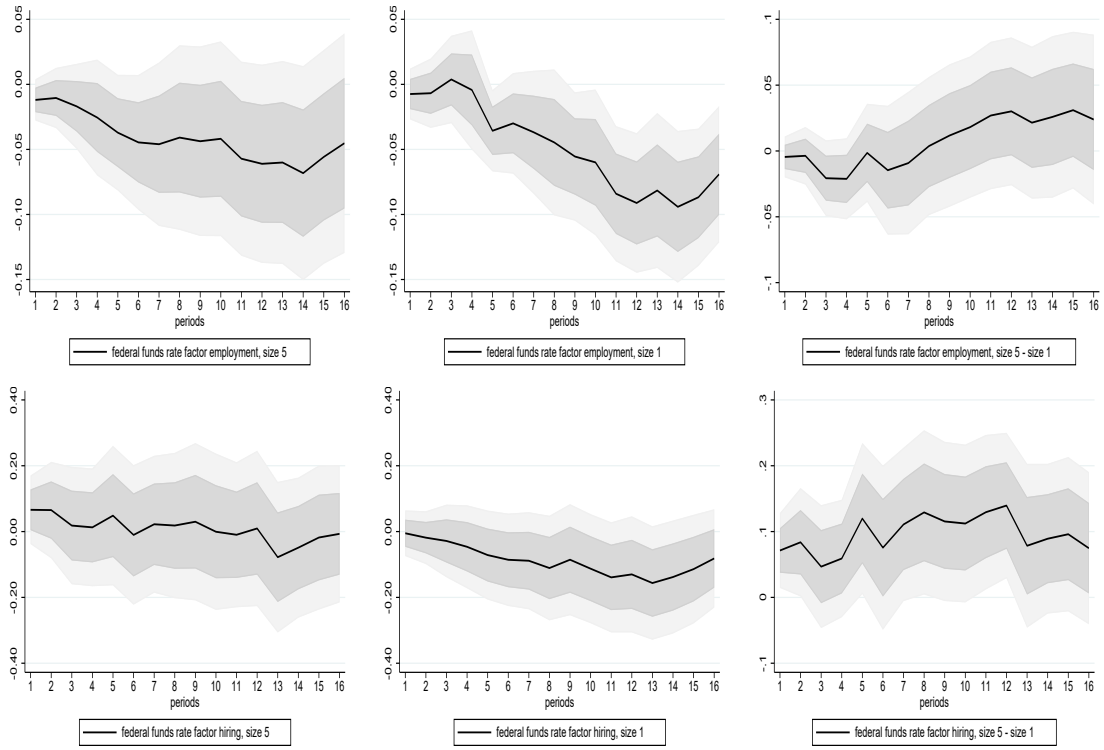 0.05
0.00
-0.05
-0.10
-0.15
1 2 3 4 5 6 7 8 9 10 11 12 13 14 15 16
periods
federal funds rate factor employment, size 5
0.05
0.00
-0.05
-0.10
-0.15
1 2 3 4 5 6 7 8 9 10 11 12 13 14 15 16
periods
federal funds rate factor employment, size 1
.1
.05
0
-.05
-.1
1 2 3 4 5 6 7 8 9 10 11 12 13 14 15 16
periods
federal funds rate factor employment, size 5 - size 1
0.40
0.20
0.00
-0.20
-0.40
1 2 3 4 5 6 7 8 9 10 11 12 13 14 15 16
periods
federal funds rate factor hiring, size 5
0.40
0.20
0.00
-0.20
-0.40
1 2 3 4 5 6 7 8 9 10 11 12 13 14 15 16
periods
federal funds rate factor hiring, size 1
.3
.2
.1
0
-.1
1 2 3 4 5 6 7 8 9 10 11 12 13 14 15 16
periods
federal funds rate factor hiring, size 5 - size 1